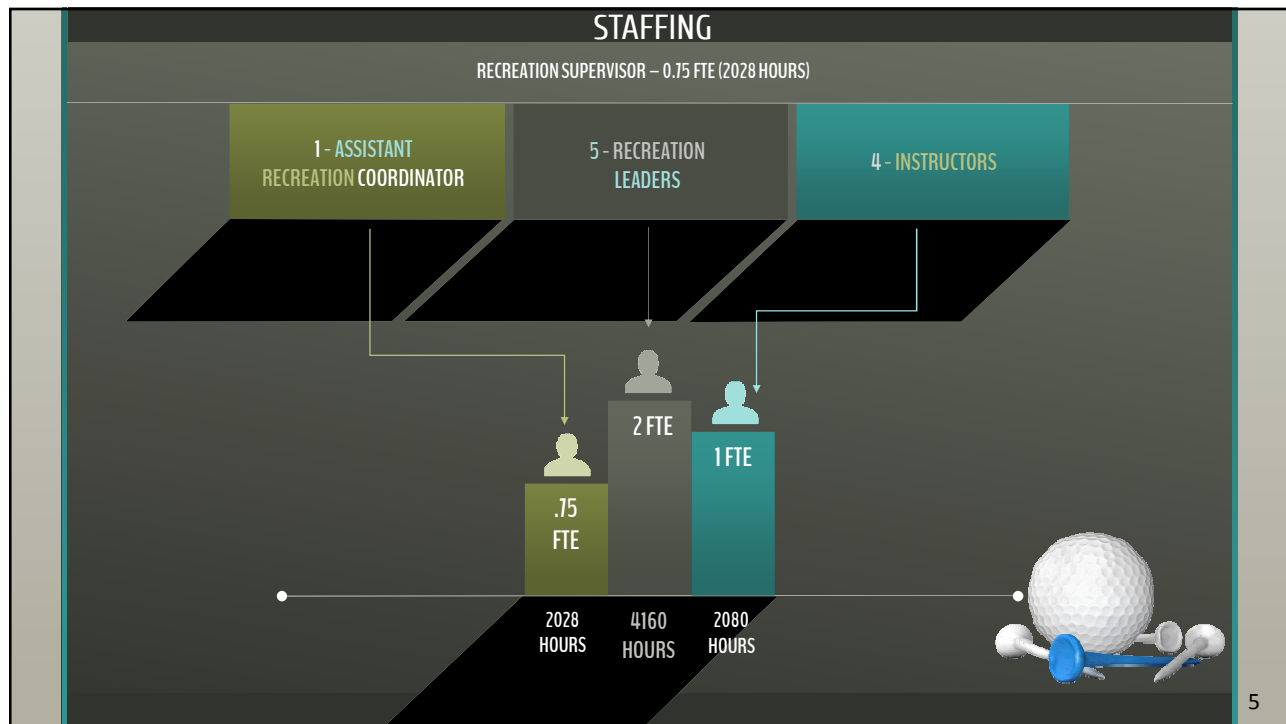 STAFFING
RECREATION SUPERVISOR – 0.75 FTE (2028 HOURS)
1 - ASSISTANT
RECREATION COORDINATOR
5 - RECREATION
LEADERS
4 - INSTRUCTORS
.75
FTE
2 FTE
1 FTE
2028
HOURS
4160
HOURS
2080
HOURS
5